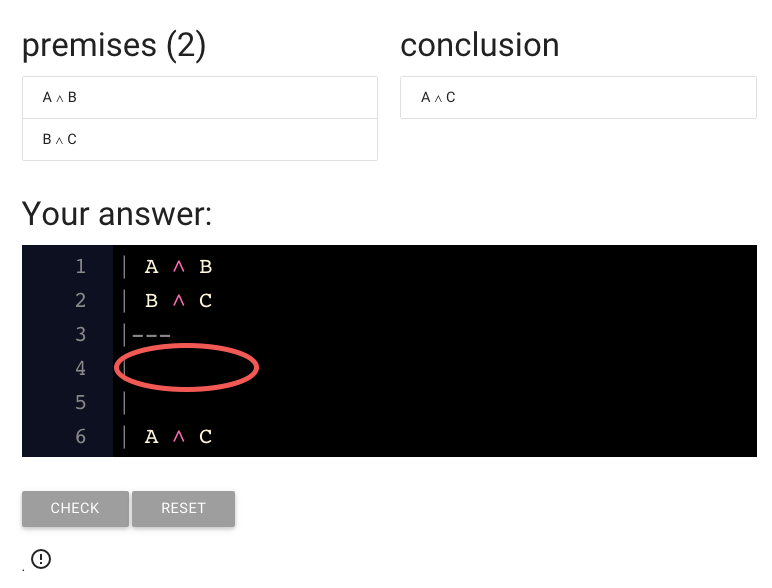 premises (2)
A ∧ B
B ∧ C
conclusion
A ∧ C
Your answer:
1 | A ∧ B
2 | B ∧ C
3 |---
4 |
5 |
6 | A ∧ C
CHECK
RESET
.